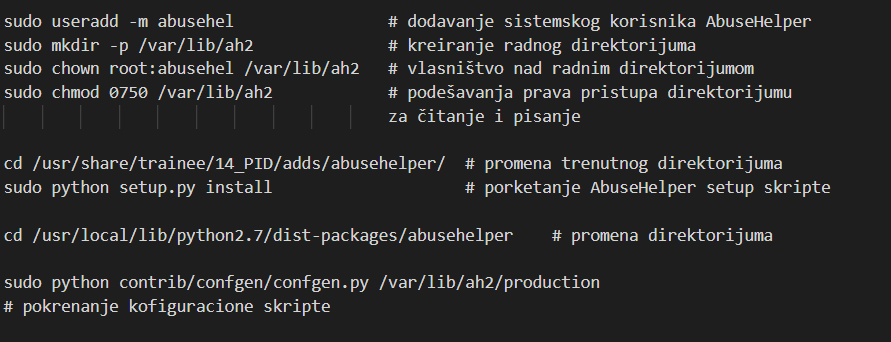 sudo useradd -m abusehel # dodavanje sistemskog korisnika AbuseHelper
sudo mkdir -p /var/lib/ah2 # kreiranje radnog direktorijuma
sudo chown root:abusehel /var/lib/ah2 # vlasništvo nad radnim direktorijumom
sudo chmod 0750 /var/lib/ah2 # podešavanja prava pristupa direktorijumu
za čitanje i pisanje
cd /usr/share/trainee/14_PID/adds/abusehelper/ # promena trenutnog direktorijuma
sudo python setup.py install # porketanje AbuseHelper setup skripte
cd /usr/local/lib/python2.7/dist-packages/abusehelper # promena direktorijuma
sudo python contrib/confgen/confgen.py /var/lib/ah2/production
# pokrenanje kofiguracione skripte